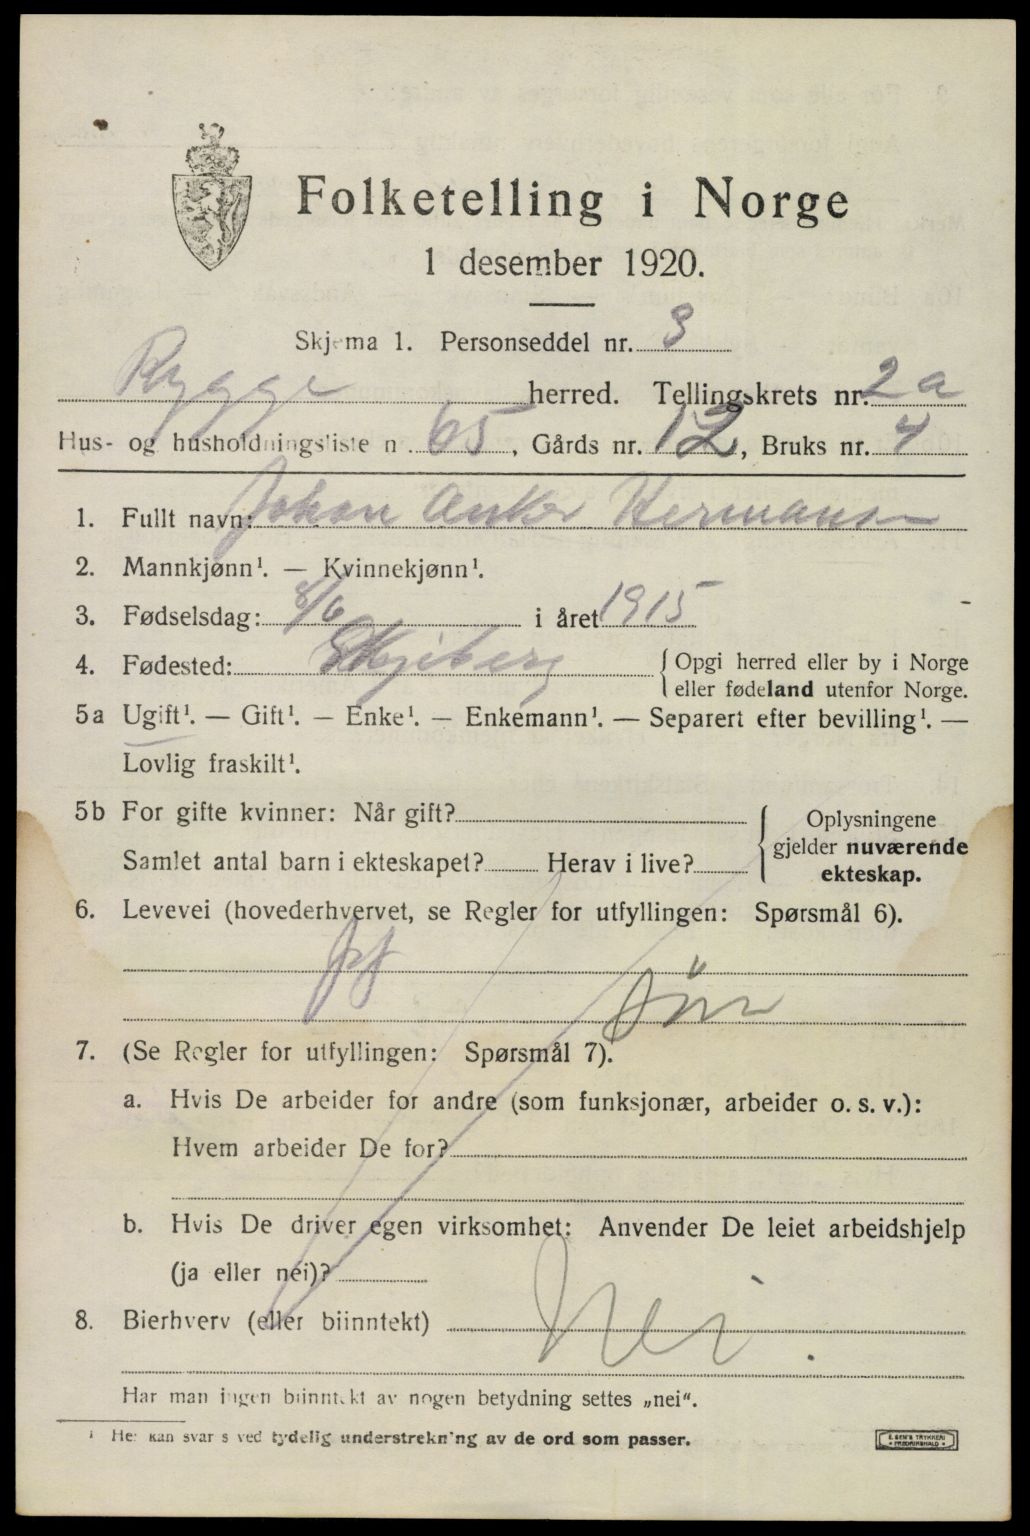 Folketelling i Norge
1 desember 1920.
Skjema 1. Personseddel nr. 3
Rygge herred. Tellingskrets nr. 2a
Hus- og husholdningsliste n . 65, Gårds nr. 12, Bruks nr. 4
1. Fullt navn: Johan Anker Hermansen
2. Mannkjønn¹. — Kvinnekjønn¹.
3. Fødselsdag: 8/6 i året 1915
4. Fødested: Skjeberg { Opgi herred eller by i Norge
eller fødeland utenfor Norge.
5a Ugift¹. — Gift¹. — Enke¹. — Enkemann¹. — Separert efter bevilling¹. —
Lovlig fraskilt¹.
5b For gifte kvinner: Når gift? { Oplysningene
gjelder nuværende
Samlet antal barn i ekteskapet? Herav i live?
ekteskap.
6. Levevei (hovederhvervet, se Regler for utfyllingen: Spørsmål 6).
Sön
7. (Se Regler for utfyllingen: Spørsmål 7).
a. Hvis De arbeider for andre (som funksjonær, arbeider o. s. v.):
Hvem arbeider De for?
b. Hvis De driver egen virksomhet: Anvender De leiet arbeidshjelp
(ja eller nei)?
8. Bierhverv (eller biinntekt) Nei.
Har man ingen biinntekt av nogen betydning settes „nei“.
¹ Her kan svar s ved tydelig understrekning av de ord som passer.
E. SEM'S TRYKKERI
FREDRIKSHALD